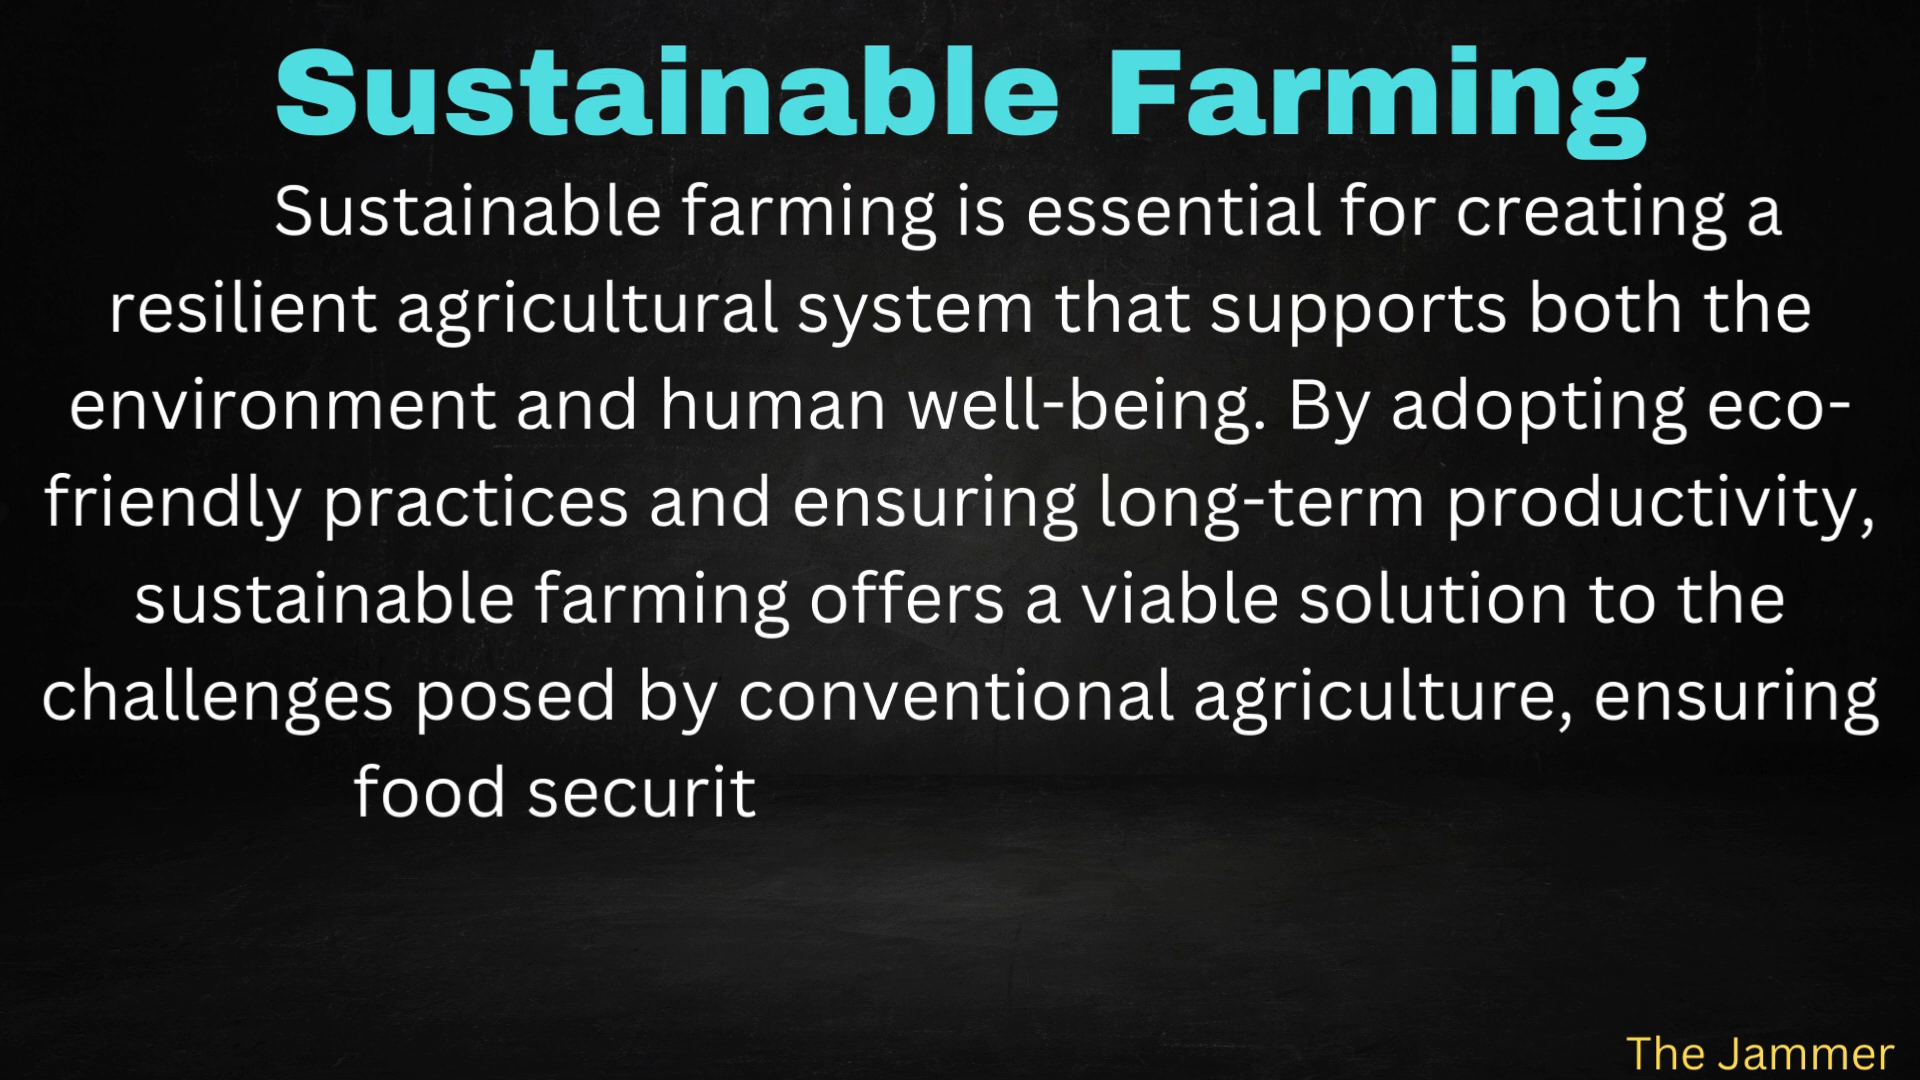 Sustainable Farming
Sustainable farming is essential for creating a
resilient agricultural system that supports both the
environment and human well-being. By adopting eco-
friendly practices and ensuring long-term productivity,
sustainable farming offers a viable solution to the
challenges posed by conventional agriculture, ensuring
food securit
The Jammer